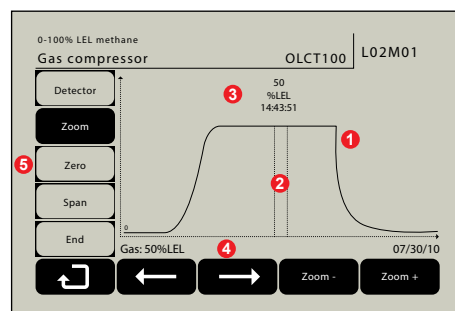 0-100% LEL methane
Gas compressor OLCT100 L02M01
Detector
Zoom
Zero
Span
End
50
%LEL
14:43:51
3
1
2
5
4
0
Gas: 50%LEL 07/30/10
Zoom - Zoom +